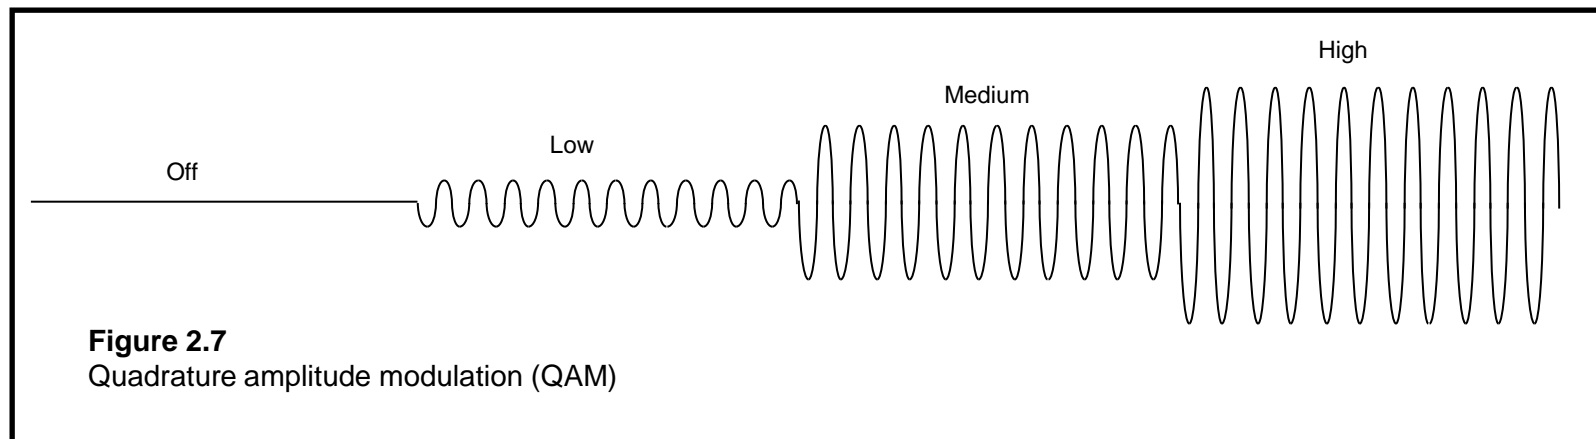 High
Medium
Low
Off
Figure 2.7
Quadrature amplitude modulation (QAM)